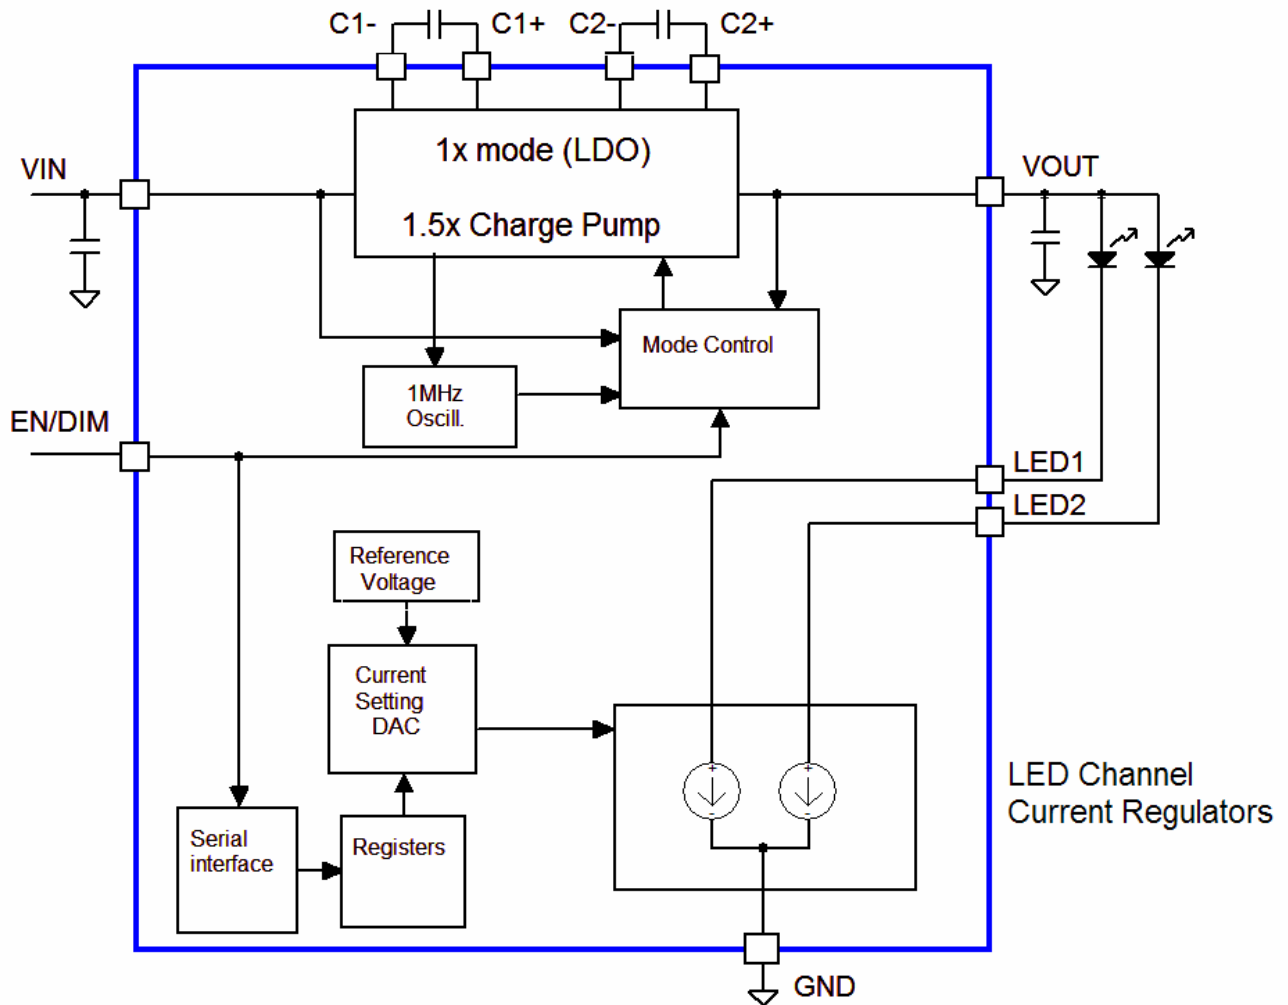 C1- C1+ C2- C2+
1x mode (LDO)
VIN
VOUT
1.5x Charge Pump
Mode Control
1MHz
Oscill.
EN/DIM
LED1
LED2
Reference
Voltage
Current
Setting
DAC
LED Channel
Current Regulators
Serial
interface
Registers
+ +
- -
GND